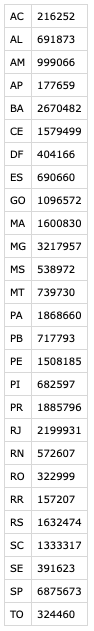 AC 216252
AL 691873
AM 999066
AP 177659
BA 2670482
CE 1579499
DF 404166
ES 690660
GO 1096572
MA 1600830
MG 3217957
MS 538972
MT 739730
PA 1868660
PB 717793
PE 1508185
PI 682597
PR 1885796
RJ 2199931
RN 572607
RO 322999
RR 157207
RS 1632474
SC 1333317
SE 391623
SP 6875673
TO 324460